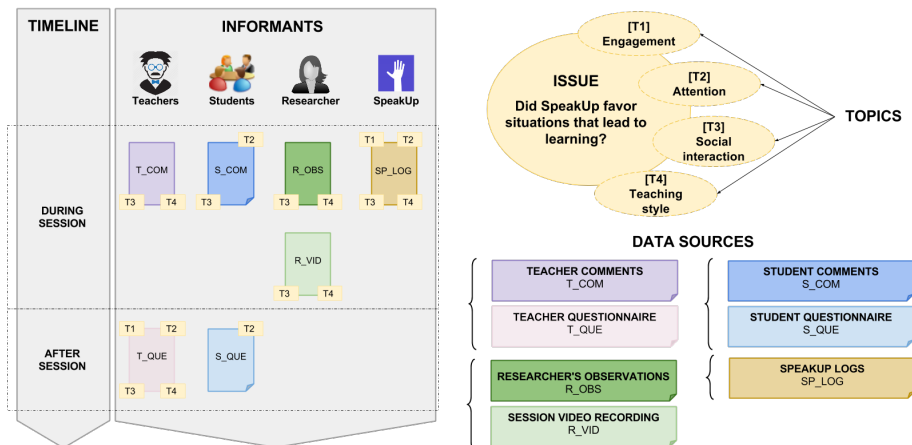 TIMELINE
INFORMANTS
Teachers
Students
Researcher
SpeakUp
DURING
SESSION
T_COM
T3
T4
T2
S_COM
T3
R_OBS
T3
T4
T1
T2
SP_LOG
T3
T4
R_VID
T3
T4
AFTER
SESSION
T1
T2
T_QUE
T3
T4
T2
S_QUE
[T1]
Engagement
ISSUE
Did SpeakUp favor
situations that lead to
learning?
[T2]
Attention
[T3]
Social
interaction
[T4]
Teaching
style
TOPICS
DATA SOURCES
TEACHER COMMENTS
T_COM
TEACHER QUESTIONNAIRE
T_QUE
STUDENT COMMENTS
S_COM
STUDENT QUESTIONNAIRE
S_QUE
RESEARCHER'S OBSERVATIONS
R_OBS
SESSION VIDEO RECORDING
R_VID
SPEAKUP LOGS
SP_LOG